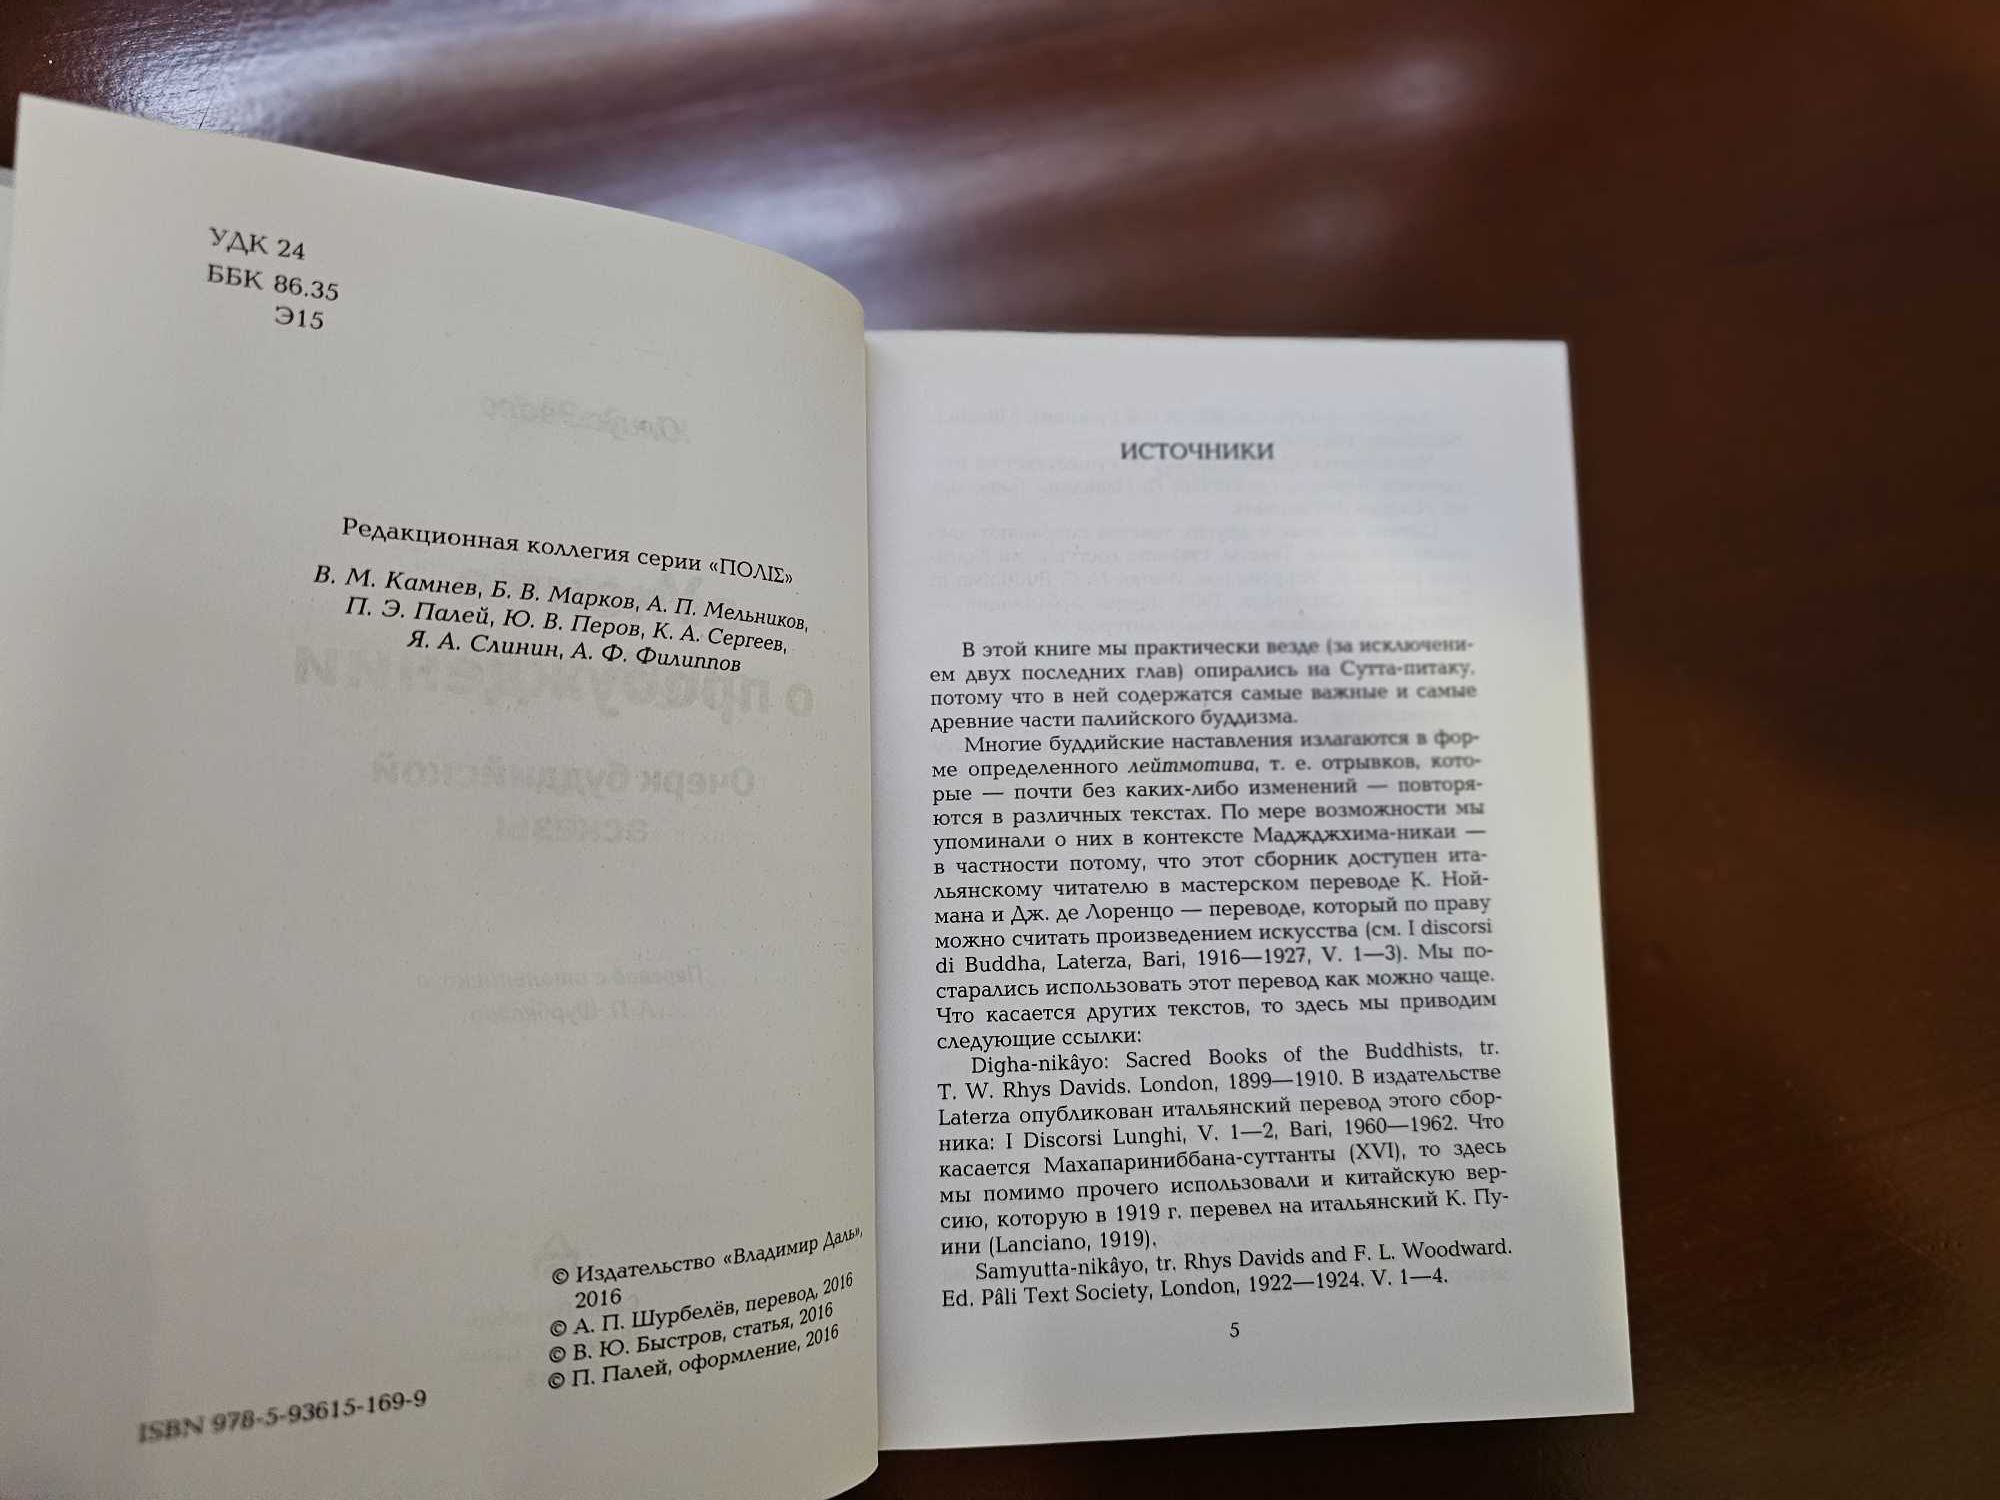 УДК 24
ББК 86.35
Э15
Редакционная коллегия серии «ΠΟΛΙΣ»
В. М. Камнев, Б. В. Марков, А. П. Мельников,
П. Э. Палей, Ю. В. Перов, К. А. Сергеев,
Я. А. Слинин, А. Ф. Филиппов
© Издательство «Владимир Даль»,
2016
© А. П. Шурбелёв, перевод, 2016
© В. Ю. Быстров, статья, 2016
© П. Палей, оформление, 2016
ISBN 978-5-93615-169-9
ИСТОЧНИКИ
В этой книге мы практически везде (за исключени-
ем двух последних глав) опирались на Сутта-питаку,
потому что в ней содержатся самые важные и самые
древние части палийского буддизма.
Многие буддийские наставления излагаются в фор-
ме определенного лейтмотива, т. е. отрывков, кото-
рые — почти без каких-либо изменений — повторя-
ются в различных текстах. По мере возможности мы
упоминали о них в контексте Маджджхима-никаи —
в частности потому, что этот сборник доступен ита-
льянскому читателю в мастерском переводе К. Ной-
мана и Дж. де Лоренцо — переводе, который по праву
можно считать произведением искусства (см. I discorsi
di Buddha, Laterza, Bari, 1916—1927, V. 1—3). Мы по-
старались использовать этот перевод как можно чаще.
Что касается других текстов, то здесь мы приводим
следующие ссылки:
Digha-nikâyo: Sacred Books of the Buddhists, tr.
T. W. Rhys Davids. London, 1899—1910. В издательстве
Laterza опубликован итальянский перевод этого сбор-
ника: I Discorsi Lunghi, V. 1—2, Bari, 1960—1962. Что
касается Махапариниббана-суттанты (XVI), то здесь
мы помимо прочего использовали и китайскую вер-
сию, которую в 1919 г. перевел на итальянский К. Пу-
ини (Lanciano, 1919).
Samyutta-nikâyo, tr. Rhys Davids and F. L. Woodward.
Ed. Pâli Text Society, London, 1922—1924. V. 1—4.
5